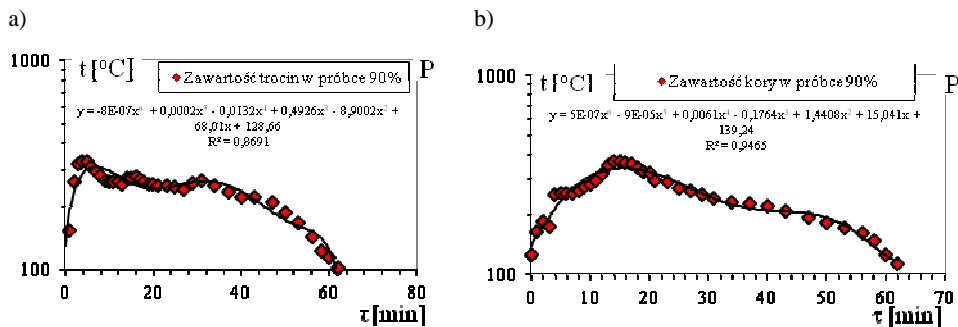 a)
b)
1000
t [°C]
Zawartość trocin w próbce 90%
P
y = -8E-07x⁶ + 0,0002x⁵ - 0,0132x⁴ + 0,4926x³ - 8,9002x² +
68,01x + 128,66
R² = 0,8691
100
0
20
40
60
80
τ [min]
1000
t [°C]
Zawartość kory w próbce 90%
P
y = 5E-07x⁶ - 9E-05x⁵ + 0,0061x⁴ - 0,1764x³ + 1,4408x² + 15,041x +
139,24
R² = 0,9465
100
0
10
20
30
40
50
60
70
τ [min]